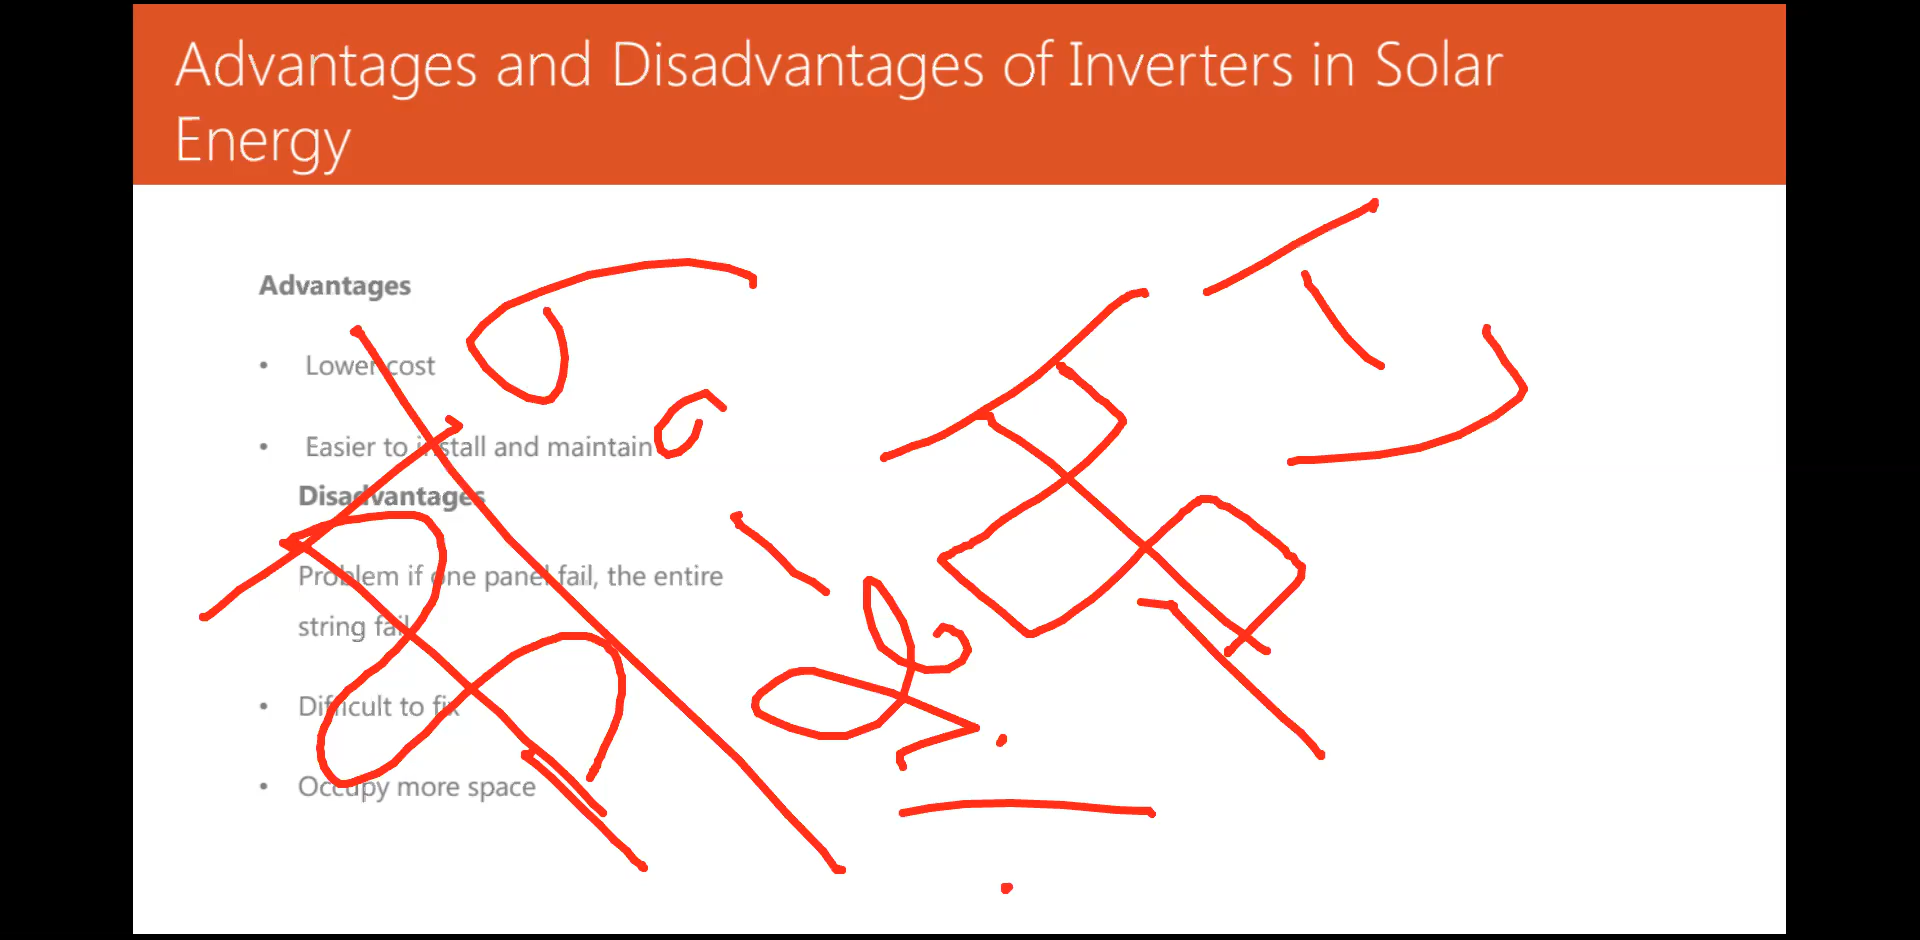 Advantages and Disadvantages of Inverters in Solar
Energy
Advantages
• Lower cost
• Easier to install and maintain
Disadvantages
Problem if one panel fail, the entire
string fail
• Difficult to fix
• Occupy more space